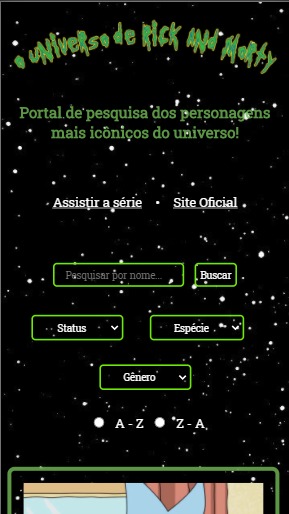 o universo de Rick and Morty
Portal de pesquisa dos personagens
mais icônicos do universo!
Assistir a série • Site Oficial
Pesquisar por nome... Buscar
Status Espécie
Gênero
A - Z Z - A